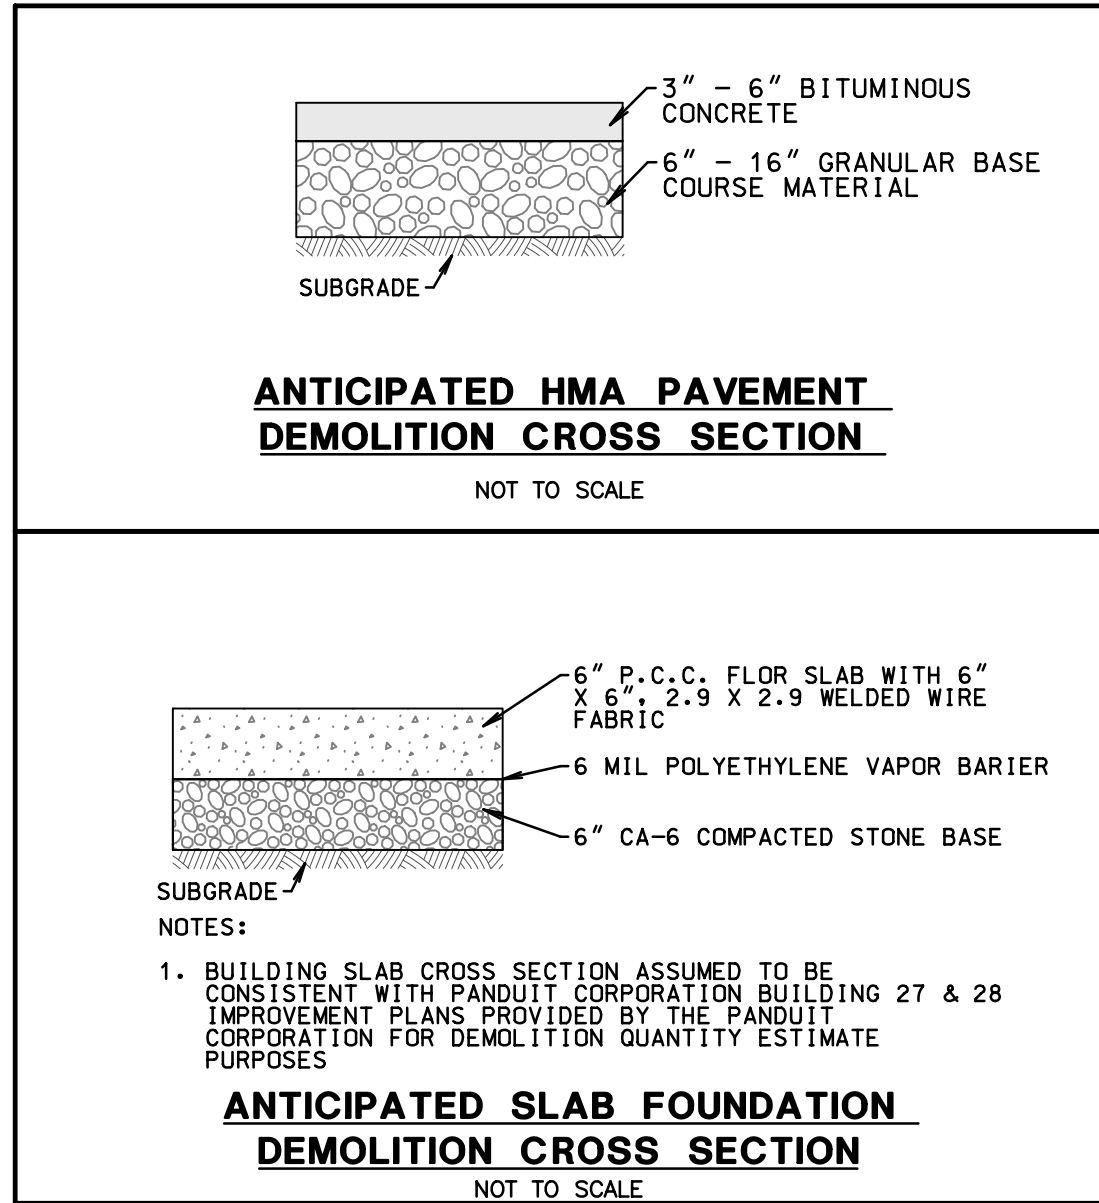 3" - 6" BITUMINOUS
CONCRETE
6" - 16" GRANULAR BASE
COURSE MATERIAL
SUBGRADE
ANTICIPATED HMA PAVEMENT
DEMOLITION CROSS SECTION
NOT TO SCALE
6" P.C.C. FLOR SLAB WITH 6"
X 6", 2.9 X 2.9 WELDED WIRE
FABRIC
6 MIL POLYETHYLENE VAPOR BARIER
6" CA-6 COMPACTED STONE BASE
SUBGRADE
NOTES:
1. BUILDING SLAB CROSS SECTION ASSUMED TO BE
CONSISTENT WITH PANDUIT CORPORATION BUILDING 27 & 28
IMPROVEMENT PLANS PROVIDED BY THE PANDUIT
CORPORATION FOR DEMOLITION QUANTITY ESTIMATE
PURPOSES
ANTICIPATED SLAB FOUNDATION
DEMOLITION CROSS SECTION
NOT TO SCALE